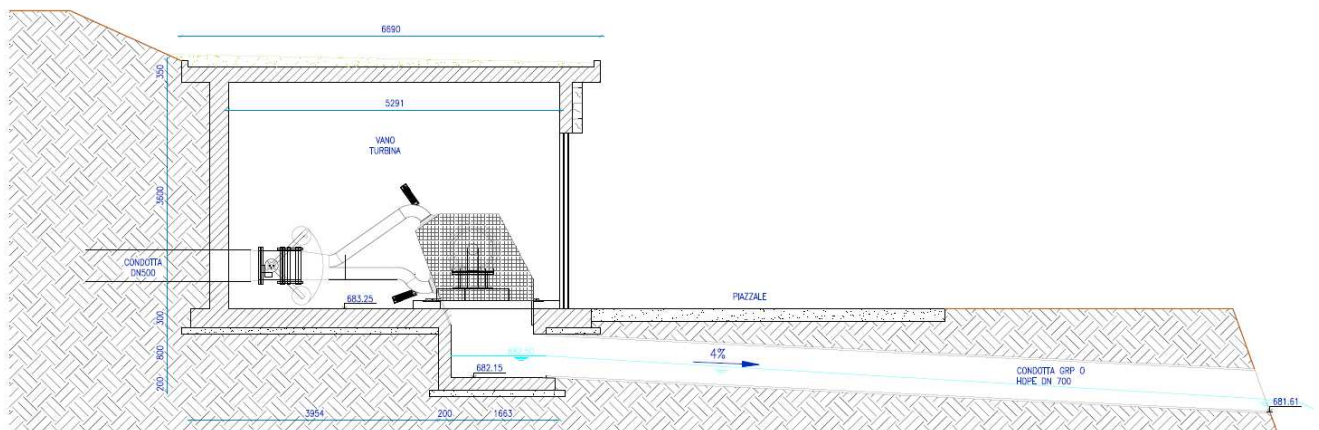 6690
350
5291
VANO
TURBINA
3600
CONDOTTA
DN500
683.25
PIAZZALE
300
800
4%
682.15
CONDOTTA GRP O
HDPE DN 700
200
681.61
3954
200
1663